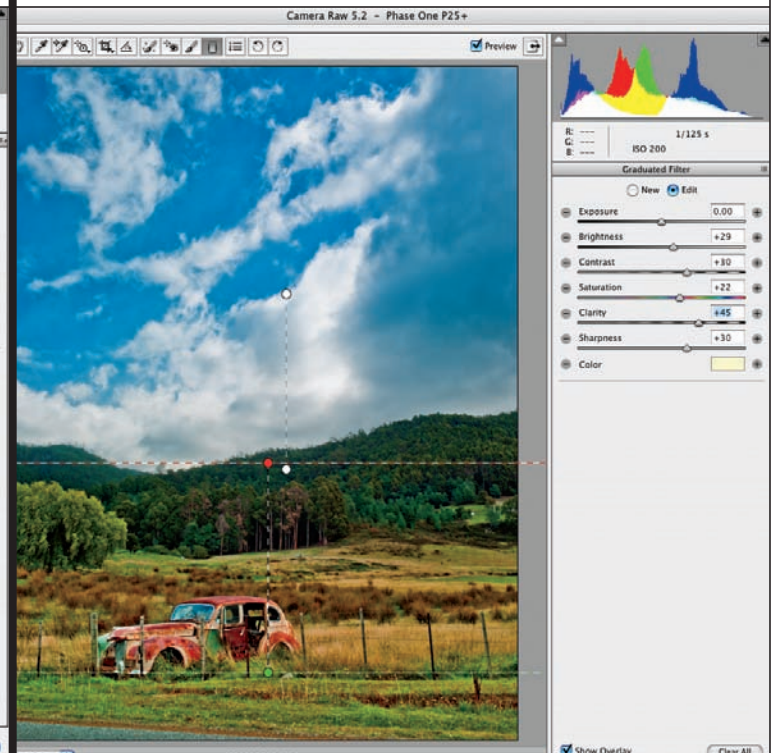 Camera Raw 5.2 – Phase One P25+
Preview
R: ---
G: ---
B: ---
1/125 s
ISO 200
Graduated Filter
New Edit
Exposure 0.00
Brightness +29
Contrast +30
Saturation +22
Clarity +45
Sharpness +30
Color
Show Overlay Clear All